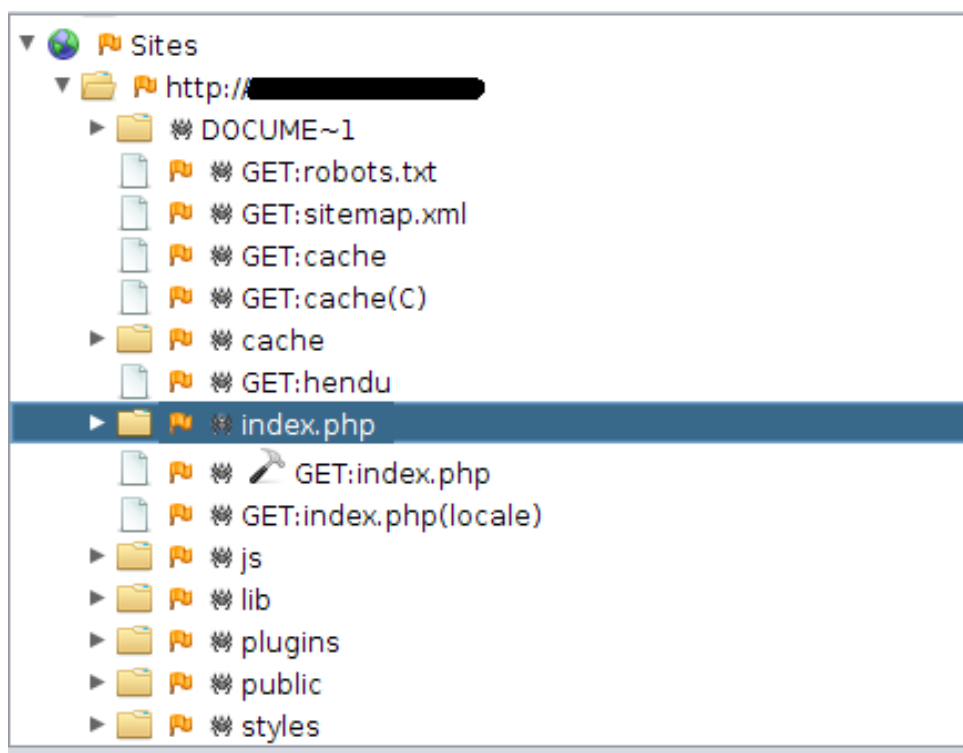 Sites
http://
DOCUME~1
GET:robots.txt
GET:sitemap.xml
GET:cache
GET:cache(C)
cache
GET:hendu
index.php
GET:index.php
GET:index.php(locale)
js
lib
plugins
public
styles